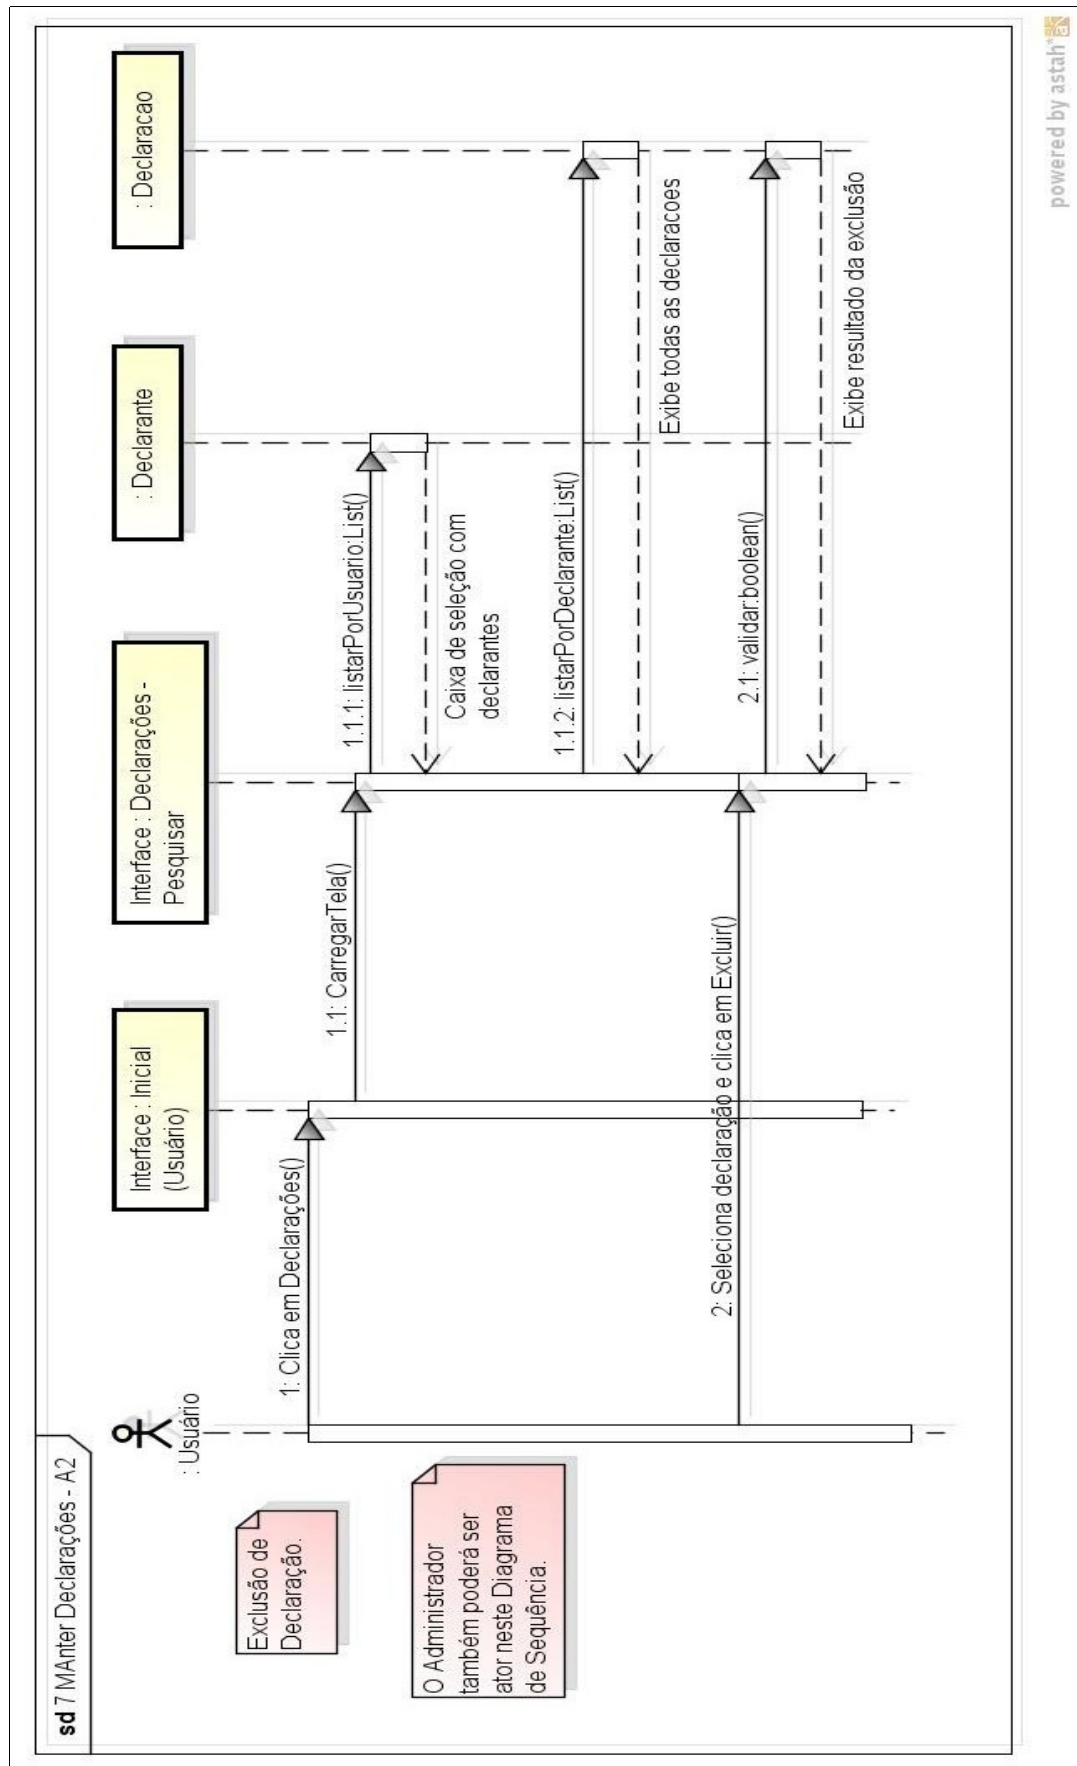 sd 7 MAnter Declarações - A2
: Usuário
Interface : Inicial
(Usuário)
Interface : Declarações -
Pesquisar
: Declarante
: Declaracao
Exclusão de
Declaração.
O Administrador
também poderá ser
ator neste Diagrama
de Sequência.
1: Clica em Declarações()
1.1: CarregarTela()
1.1.1: listarPorUsuario:List()
Caixa de seleção com
declarantes
1.1.2: listarPorDeclarante:List()
Exibe todas as declaracoes
2: Seleciona declaração e clica em Excluir()
2.1: validar:boolean()
Exibe resultado da exclusão
powered by astah*